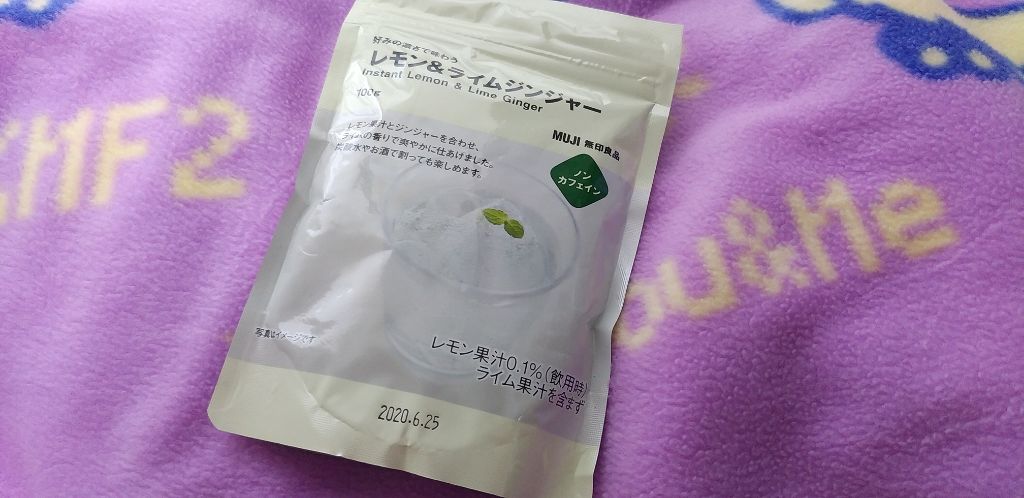 好みの濃さで味わう
レモン&ライムジンジャー
Instant Lemon & Lime Ginger
100g
レモン果汁とジンジャーを合わせ、
ライムの香りで爽やかに仕あげました。
炭酸水やお酒で割っても楽しめます。
MUJI 無印良品
ノン
カフェイン
写真はイメージです
レモン果汁0.1%(飲用時)
ライム果汁を含まず
2020.6.25
MF2
ou&Me